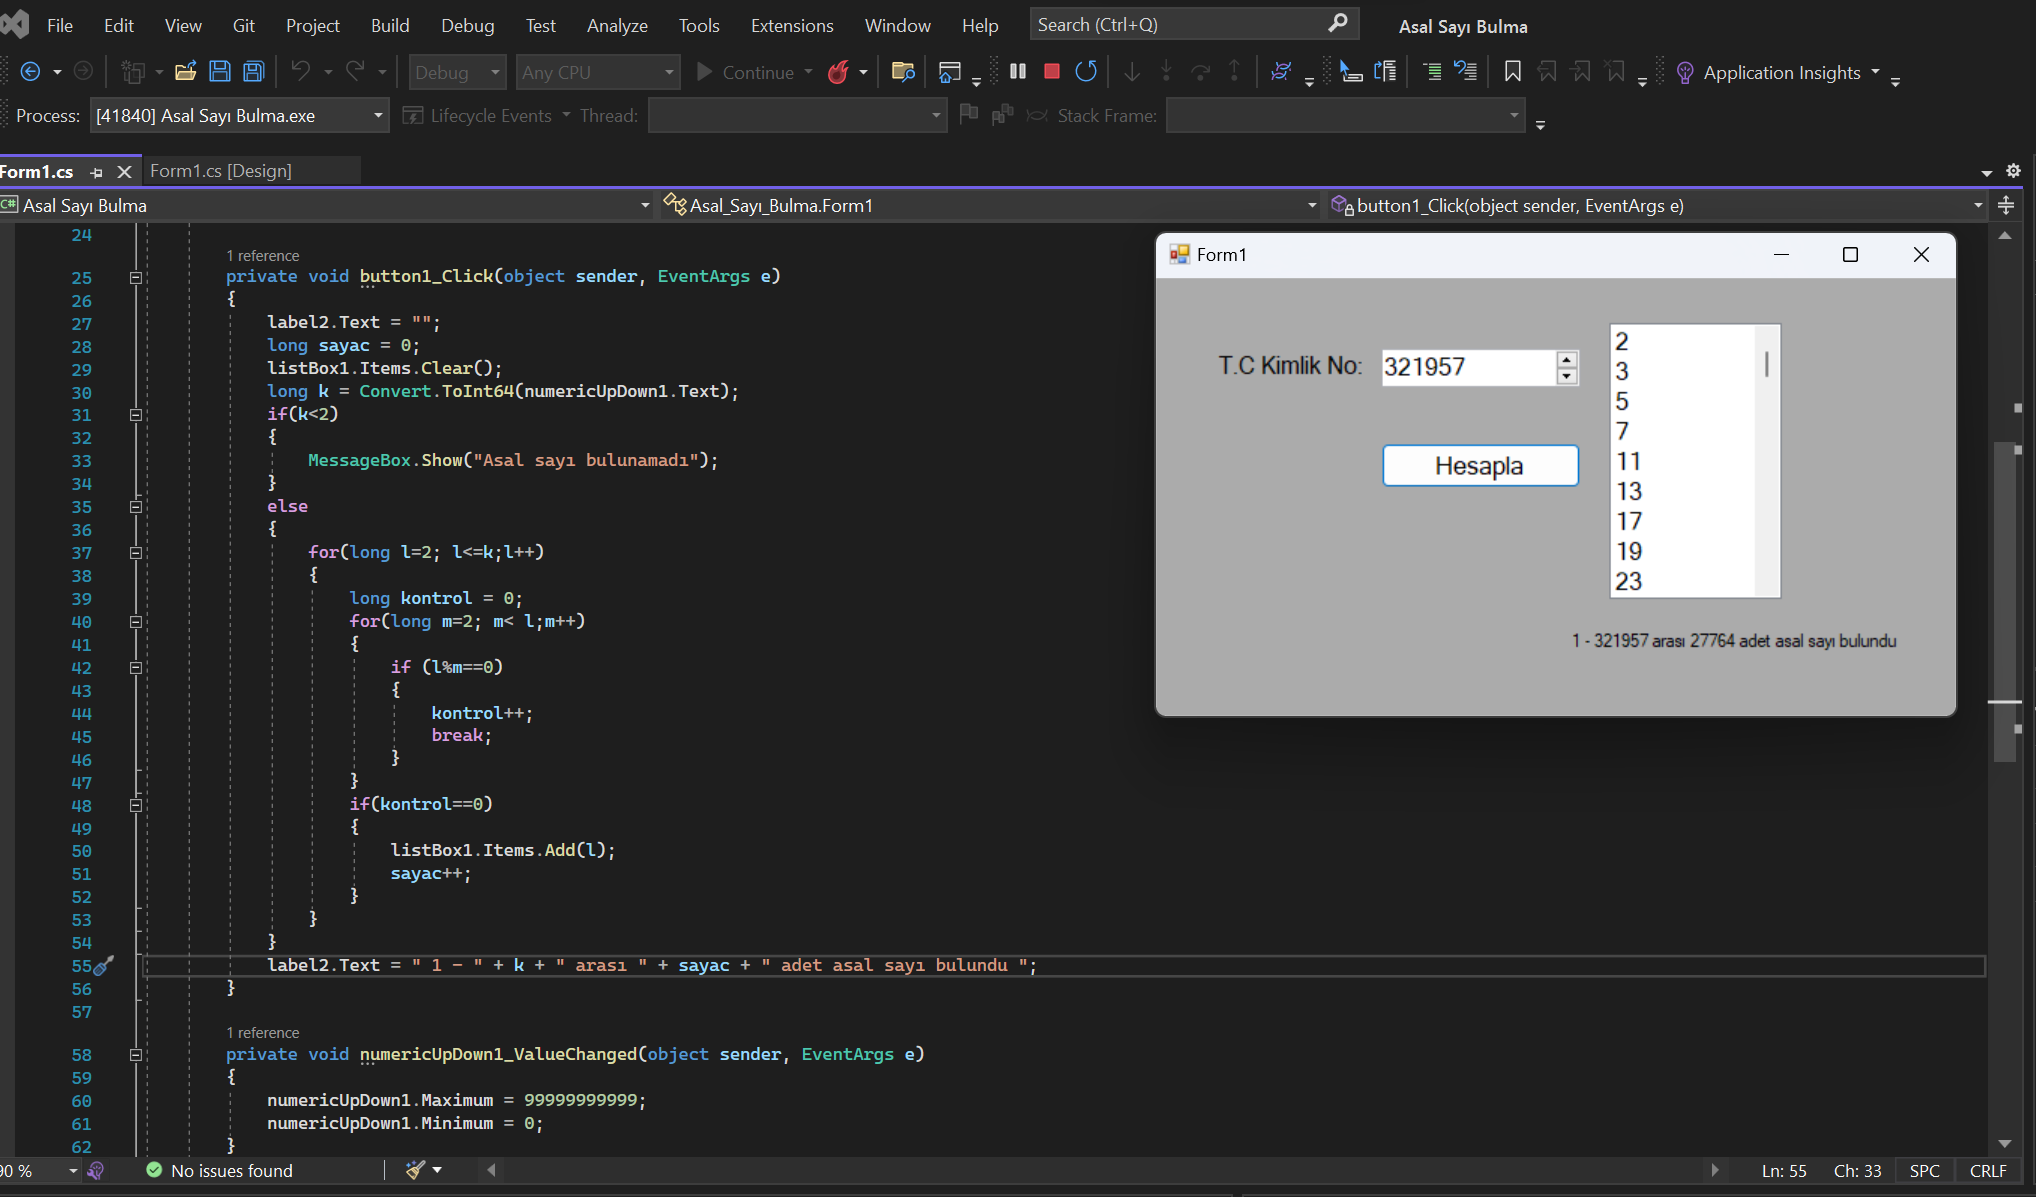 File Edit View Git Project Build Debug Test Analyze Tools Extensions Window Help Search (Ctrl+Q) Asal Sayı Bulma
Debug Any CPU Continue Application Insights
Process: [41840] Asal Sayı Bulma.exe Lifecycle Events Thread: Stack Frame:
Form1.cs Form1.cs [Design]
C# Asal Sayı Bulma Asal_Sayı_Bulma.Form1 button1_Click(object sender, EventArgs e)
24
1 reference
25 private void button1_Click(object sender, EventArgs e)
26 {
27 label2.Text = "";
28 long sayac = 0;
29 listBox1.Items.Clear();
30 long k = Convert.ToInt64(numericUpDown1.Text);
31 if(k<2)
32 {
33 MessageBox.Show("Asal sayı bulunamadı");
34 }
35 else
36 {
37 for(long l=2; l<=k;l++)
38 {
39 long kontrol = 0;
40 for(long m=2; m< l;m++)
41 {
42 if (l%m==0)
43 {
44 kontrol++;
45 break;
46 }
47 }
48 if(kontrol==0)
49 {
50 listBox1.Items.Add(l);
51 sayac++;
52 }
53 }
54 }
55 label2.Text = " 1 - " + k + " arası " + sayac + " adet asal sayı bulundu ";
56 }
57
1 reference
58 private void numericUpDown1_ValueChanged(object sender, EventArgs e)
59 {
60 numericUpDown1.Maximum = 99999999999;
61 numericUpDown1.Minimum = 0;
62 }
Form1
T.C Kimlik No: 321957
Hesapla
2
3
5
7
11
13
17
19
23
1 - 321957 arası 27764 adet asal sayı bulundu
90 % No issues found Ln: 55 Ch: 33 SPC CRLF